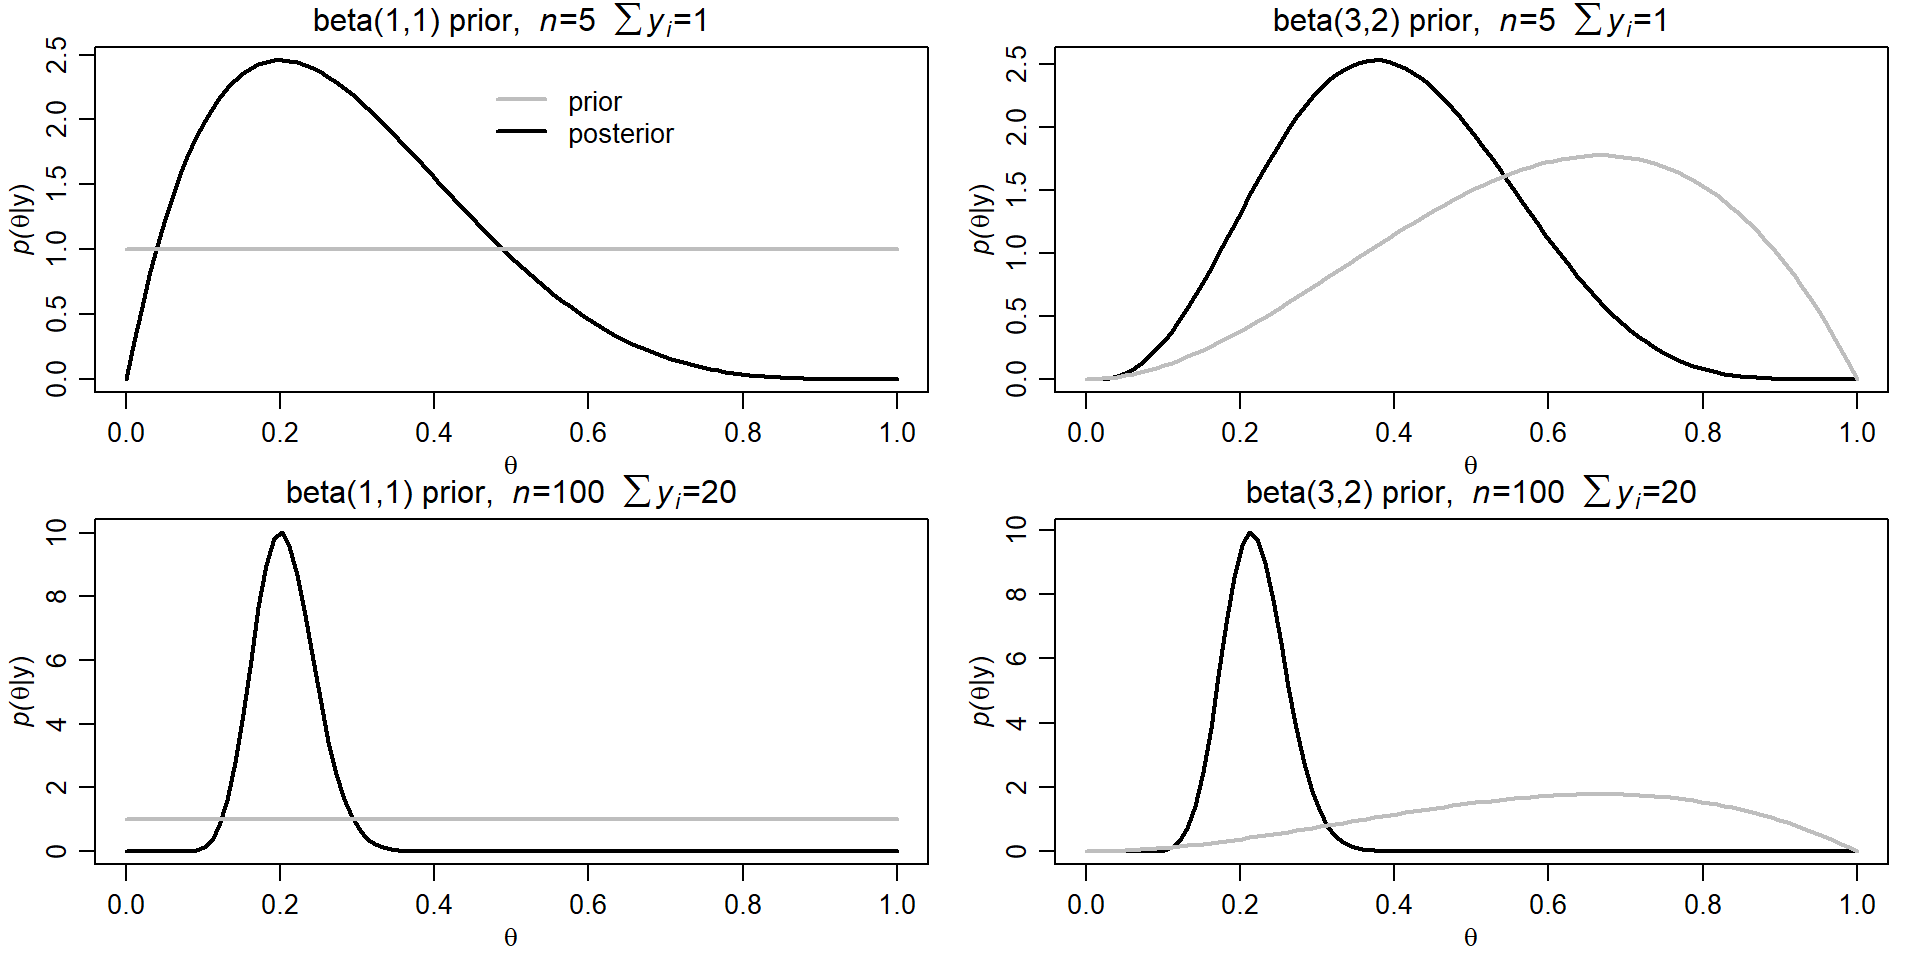 beta(1,1) prior, n=5 ∑yᵢ=1
p(θ|y)
0.0 0.5 1.0 1.5 2.0 2.5
prior
posterior
0.0 0.2 0.4 0.6 0.8 1.0
θ
beta(3,2) prior, n=5 ∑yᵢ=1
p(θ|y)
0.0 0.5 1.0 1.5 2.0 2.5
0.0 0.2 0.4 0.6 0.8 1.0
θ
beta(1,1) prior, n=100 ∑yᵢ=20
p(θ|y)
0 2 4 6 8 10
0.0 0.2 0.4 0.6 0.8 1.0
θ
beta(3,2) prior, n=100 ∑yᵢ=20
p(θ|y)
0 2 4 6 8 10
0.0 0.2 0.4 0.6 0.8 1.0
θ